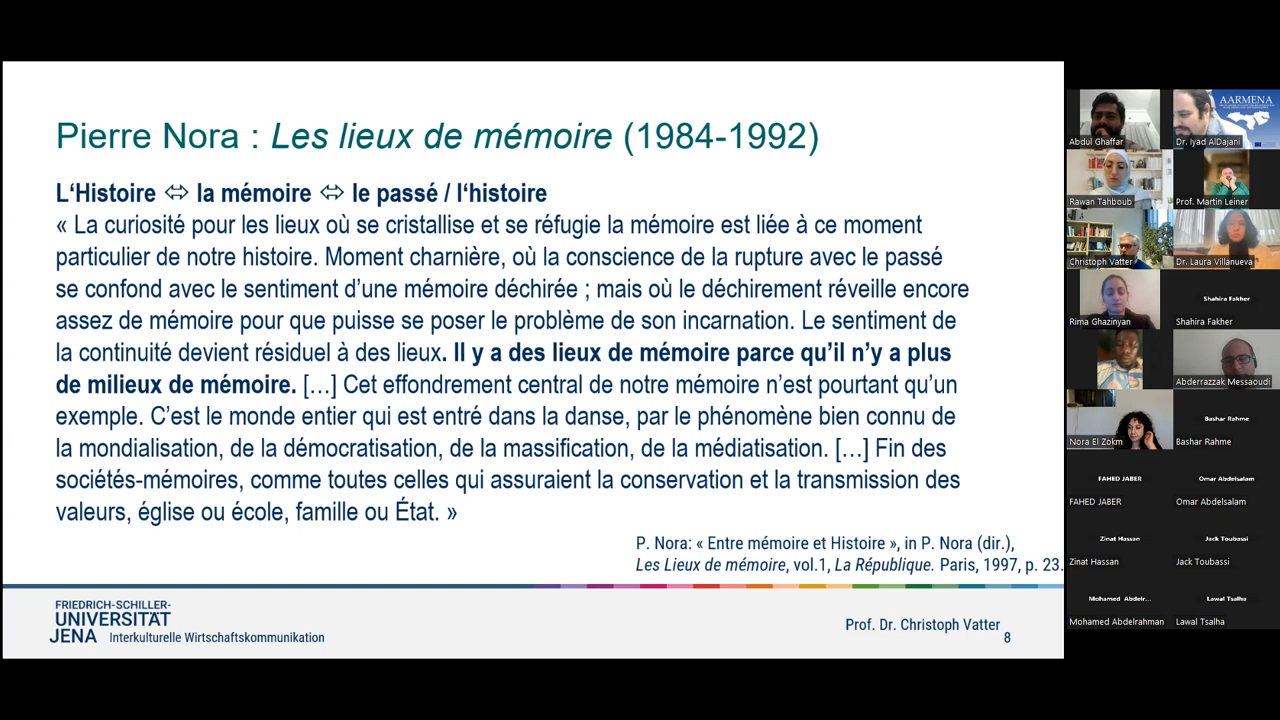 Pierre Nora : Les lieux de mémoire (1984-1992)
L‘Histoire ⬄ la mémoire ⬄ le passé / l‘histoire
« La curiosité pour les lieux où se cristallise et se réfugie la mémoire est liée à ce moment
particulier de notre histoire. Moment charnière, où la conscience de la rupture avec le passé
se confond avec le sentiment d’une mémoire déchirée ; mais où le déchirement réveille encore
assez de mémoire pour que puisse se poser le problème de son incarnation. Le sentiment de
la continuité devient résiduel à des lieux. Il y a des lieux de mémoire parce qu’il n’y a plus
de milieux de mémoire. […] Cet effondrement central de notre mémoire n’est pourtant qu’un
exemple. C’est le monde entier qui est entré dans la danse, par le phénomène bien connu de
la mondialisation, de la démocratisation, de la massification, de la médiatisation. […] Fin des
sociétés-mémoires, comme toutes celles qui assuraient la conservation et la transmission des
valeurs, église ou école, famille ou État. »
P. Nora: « Entre mémoire et Histoire », in P. Nora (dir.),
Les Lieux de mémoire, vol.1, La République. Paris, 1997, p. 23.
FRIEDRICH-SCHILLER-
UNIVERSITÄT
JENA Interkulturelle Wirtschaftskommunikation
Prof. Dr. Christoph Vatter
8
AARMENA
Abdul Ghaffar
Dr. Iyad AlDajani
Rawan Tahboub
Prof. Martin Leiner
Christoph Vatter
Dr. Laura Villanueva
Rima Ghazinyan
Shahira Fakher
Shahira Fakher
Abderrazzak Messaoudi
Nora El Zokm
Bashar Rahme
Bashar Rahme
FAHED JABER
FAHED JABER
Omar Abdelsalam
Omar Abdelsalam
Zinat Hassan
Zinat Hassan
Jack Toubassi
Jack Toubassi
Mohamed Abdelr...
Mohamed Abdelrahman
Lawal Tsalha
Lawal Tsalha